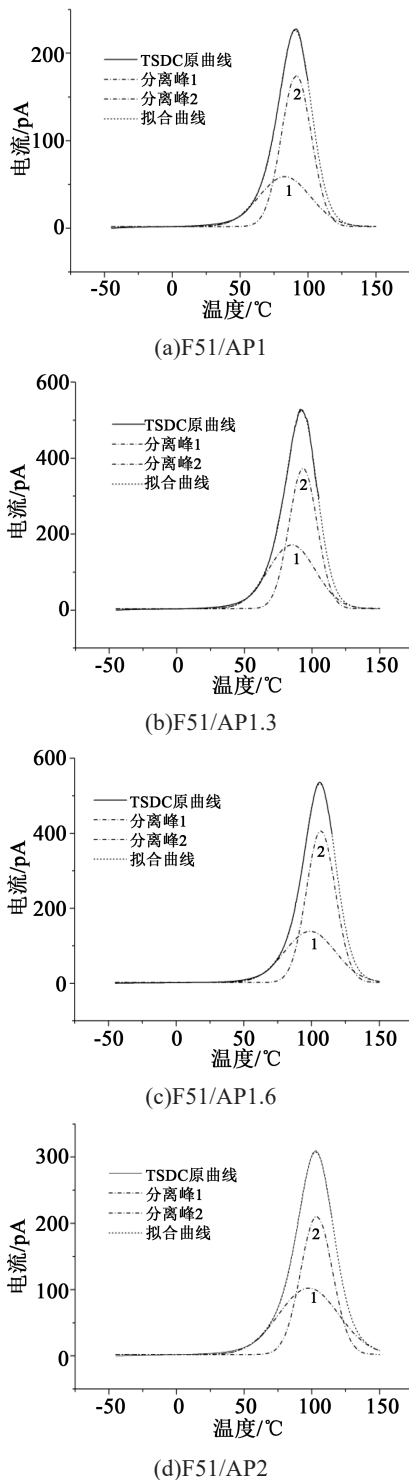 电流/pA
200
100
0
TSDC原曲线
分离峰1
分离峰2
拟合曲线
2
1
-50
0
50
100
150
温度/℃
(a)F51/AP1
电流/pA
600
400
200
0
TSDC原曲线
分离峰1
分离峰2
拟合曲线
2
1
-50
0
50
100
150
温度/℃
(b)F51/AP1.3
电流/pA
600
400
200
0
TSDC原曲线
分离峰1
分离峰2
拟合曲线
2
1
-50
0
50
100
150
温度/℃
(c)F51/AP1.6
电流/pA
300
200
100
0
TSDC原曲线
分离峰1
分离峰2
拟合曲线
2
1
-50
0
50
100
150
温度/℃
(d)F51/AP2